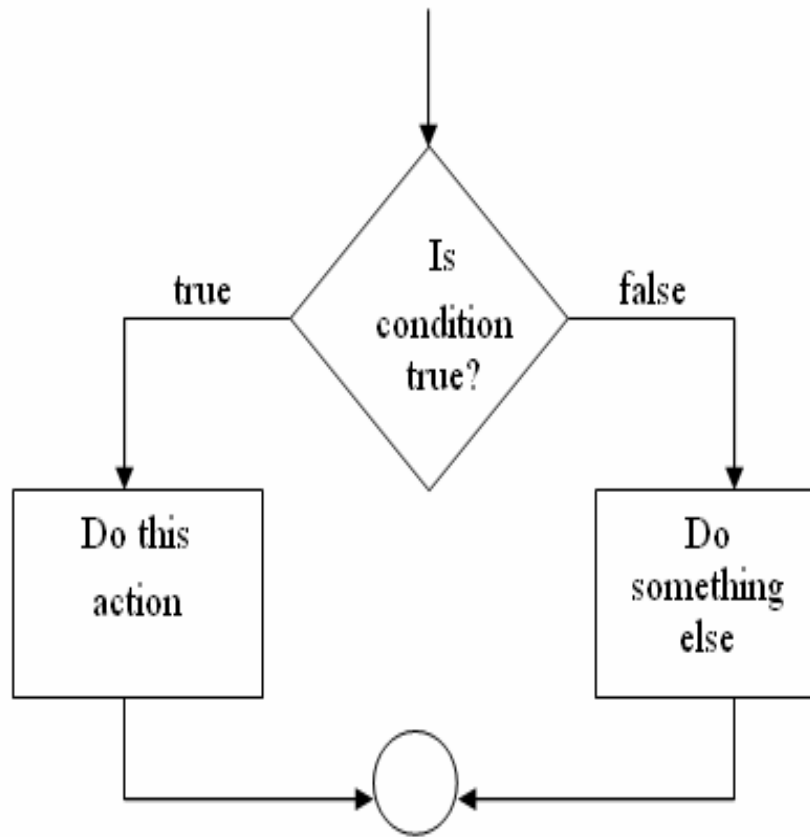 Is
condition
true?
true
false
Do this
action
Do
something
else